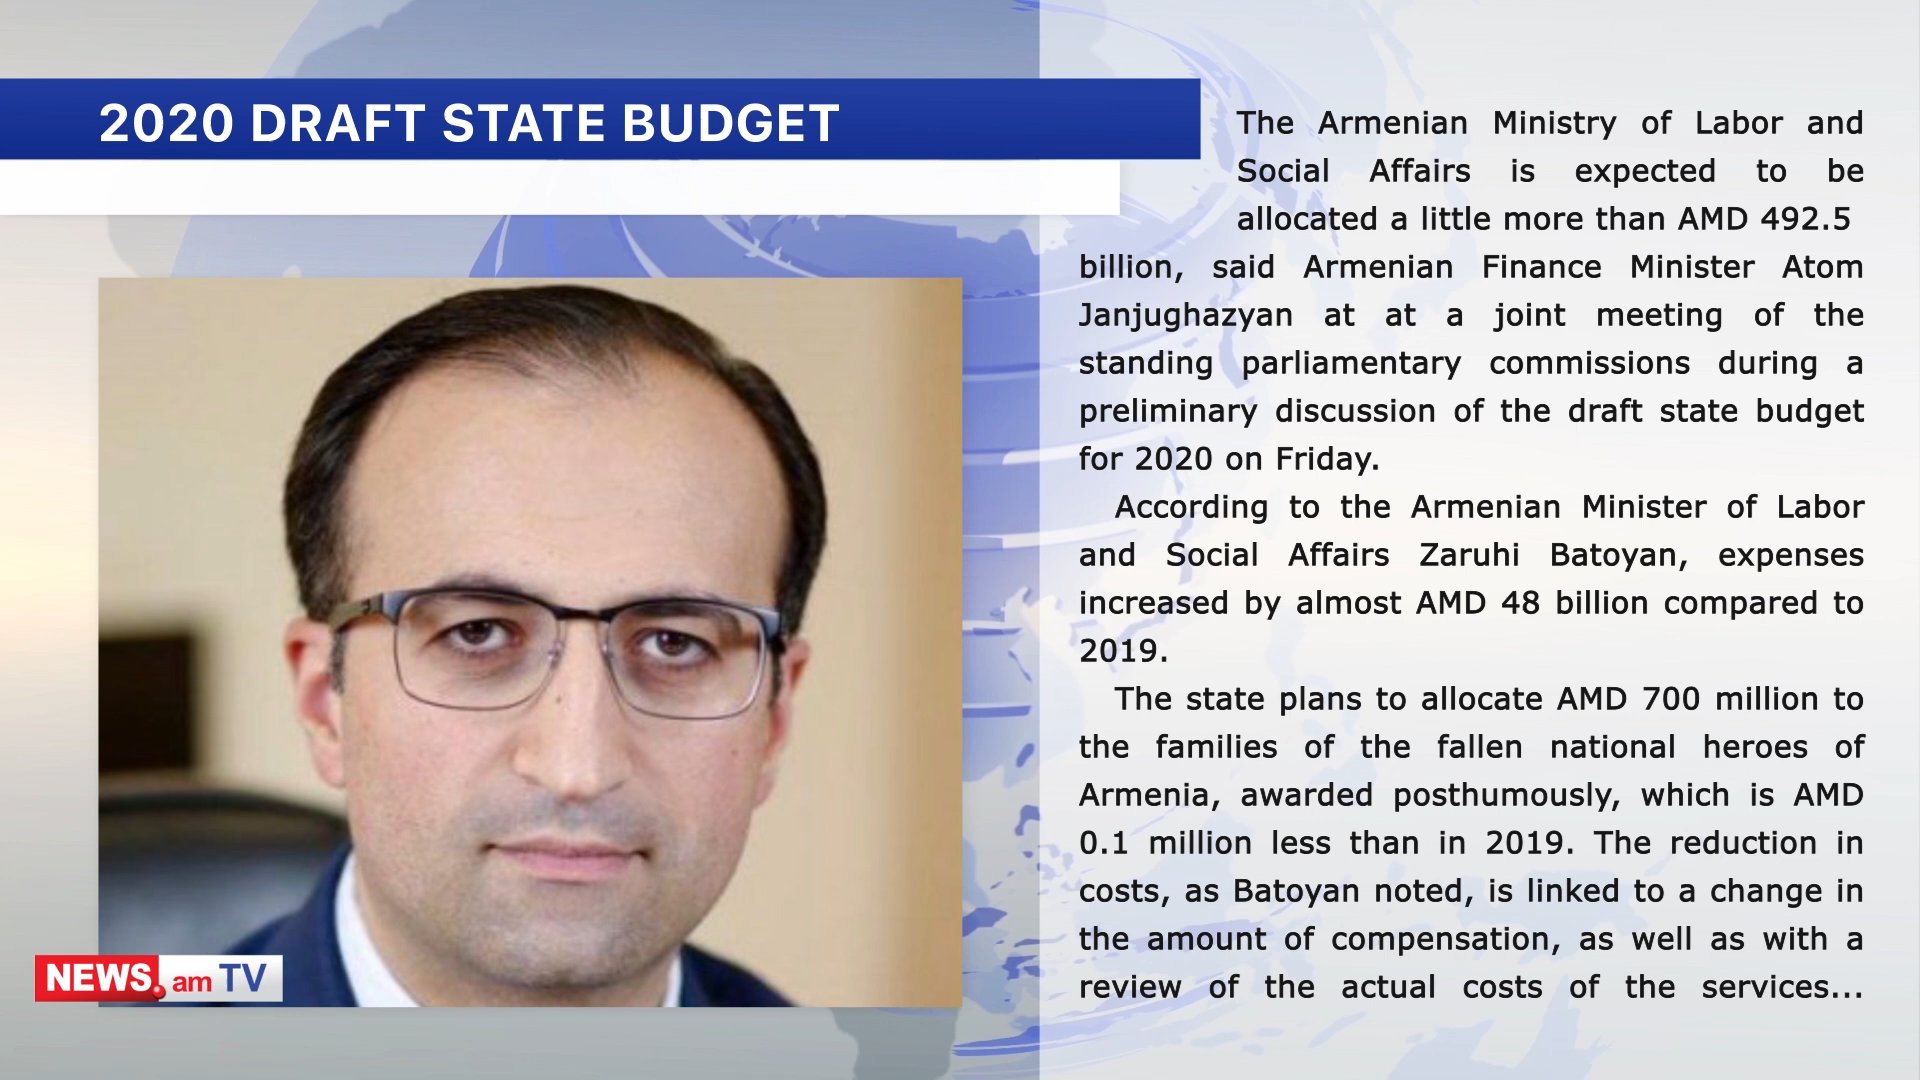 2020 DRAFT STATE BUDGET
The Armenian Ministry of Labor and
Social Affairs is expected to be
allocated a little more than AMD 492.5
billion, said Armenian Finance Minister Atom
Janjughazyan at at a joint meeting of the
standing parliamentary commissions during a
preliminary discussion of the draft state budget
for 2020 on Friday.
According to the Armenian Minister of Labor
and Social Affairs Zaruhi Batoyan, expenses
increased by almost AMD 48 billion compared to
2019.
The state plans to allocate AMD 700 million to
the families of the fallen national heroes of
Armenia, awarded posthumously, which is AMD
0.1 million less than in 2019. The reduction in
costs, as Batoyan noted, is linked to a change in
the amount of compensation, as well as with a
review of the actual costs of the services...
NEWS.am TV